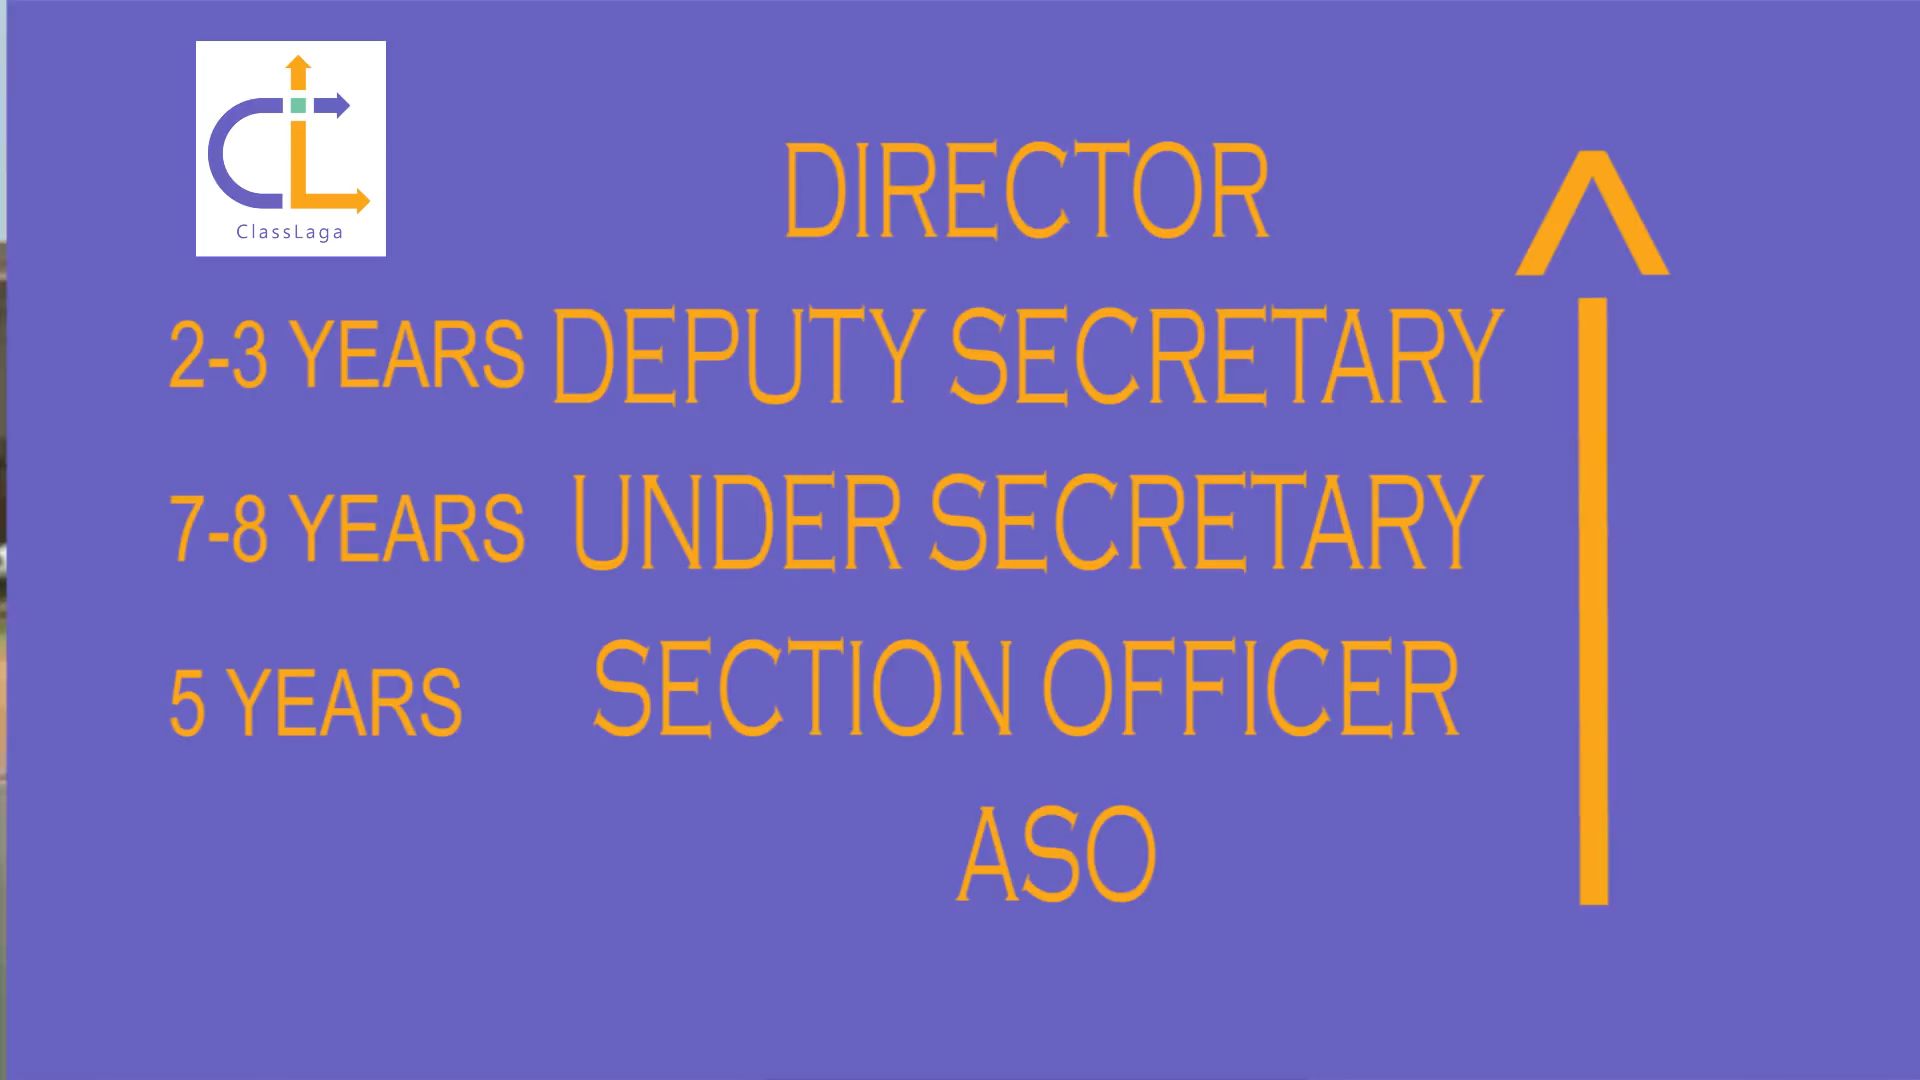 ClassLaga
DIRECTOR
2-3 YEARS DEPUTY SECRETARY
7-8 YEARS UNDER SECRETARY
5 YEARS SECTION OFFICER
ASO